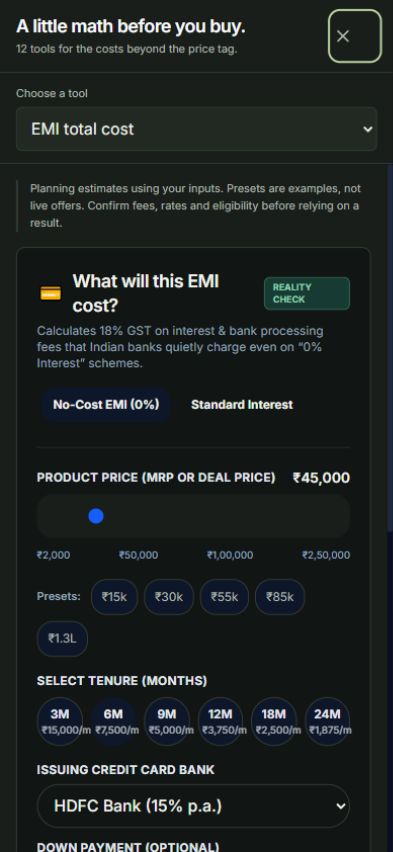 A little math before you buy.
12 tools for the costs beyond the price tag.
Choose a tool
EMI total cost
Planning estimates using your inputs. Presets are examples, not
live offers. Confirm fees, rates and eligibility before relying on a
result.
What will this EMI
cost?
REALITY
CHECK
Calculates 18% GST on interest & bank processing
fees that Indian banks quietly charge even on “0%
Interest” schemes.
No-Cost EMI (0%)
Standard Interest
PRODUCT PRICE (MRP OR DEAL PRICE) ₹45,000
₹2,000 ₹50,000 ₹1,00,000 ₹2,50,000
Presets: ₹15k ₹30k ₹55k ₹85k
₹1.3L
SELECT TENURE (MONTHS)
3M 6M 9M 12M 18M 24M
₹15,000/m ₹7,500/m ₹5,000/m ₹3,750/m ₹2,500/m ₹1,875/m
ISSUING CREDIT CARD BANK
HDFC Bank (15% p.a.)
DOWN PAYMENT (OPTIONAL)